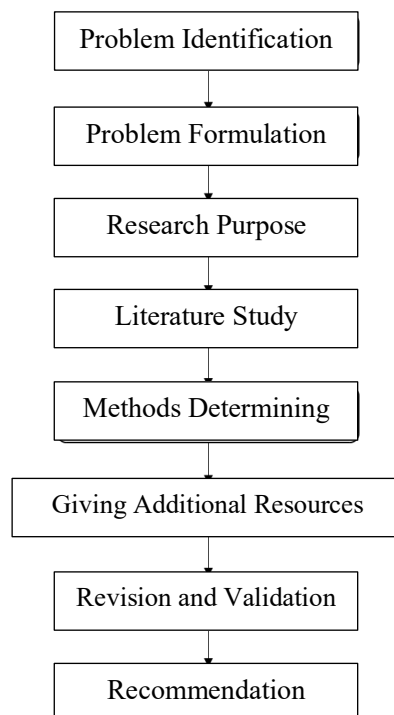 Problem Identification
Problem Formulation
Research Purpose
Literature Study
Methods Determining
Giving Additional Resources
Revision and Validation
Recommendation